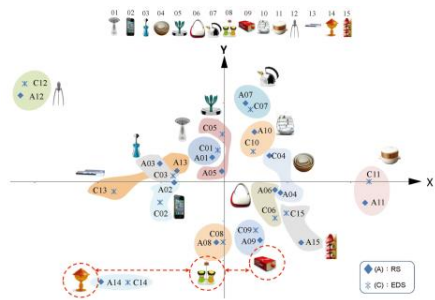 01 02 03 04 05 06 07 08 09 10 11 12 13 14 15
Y
C12
A12
A07
C07
C05
A10
C10
C01
A01
C04
A03
A13
C03
A05
C11
X
C13
A02
A06
A04
C02
C06
C15
A11
C08
A08
C09
A09
A15
A14 C14
(A) : RS
(C) : EDS